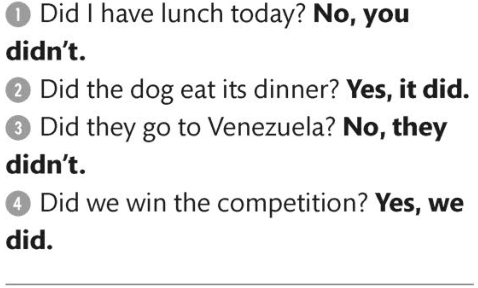 1 Did I have lunch today? No, you
didn't.
2 Did the dog eat its dinner? Yes, it did.
3 Did they go to Venezuela? No, they
didn't.
4 Did we win the competition? Yes, we
did.